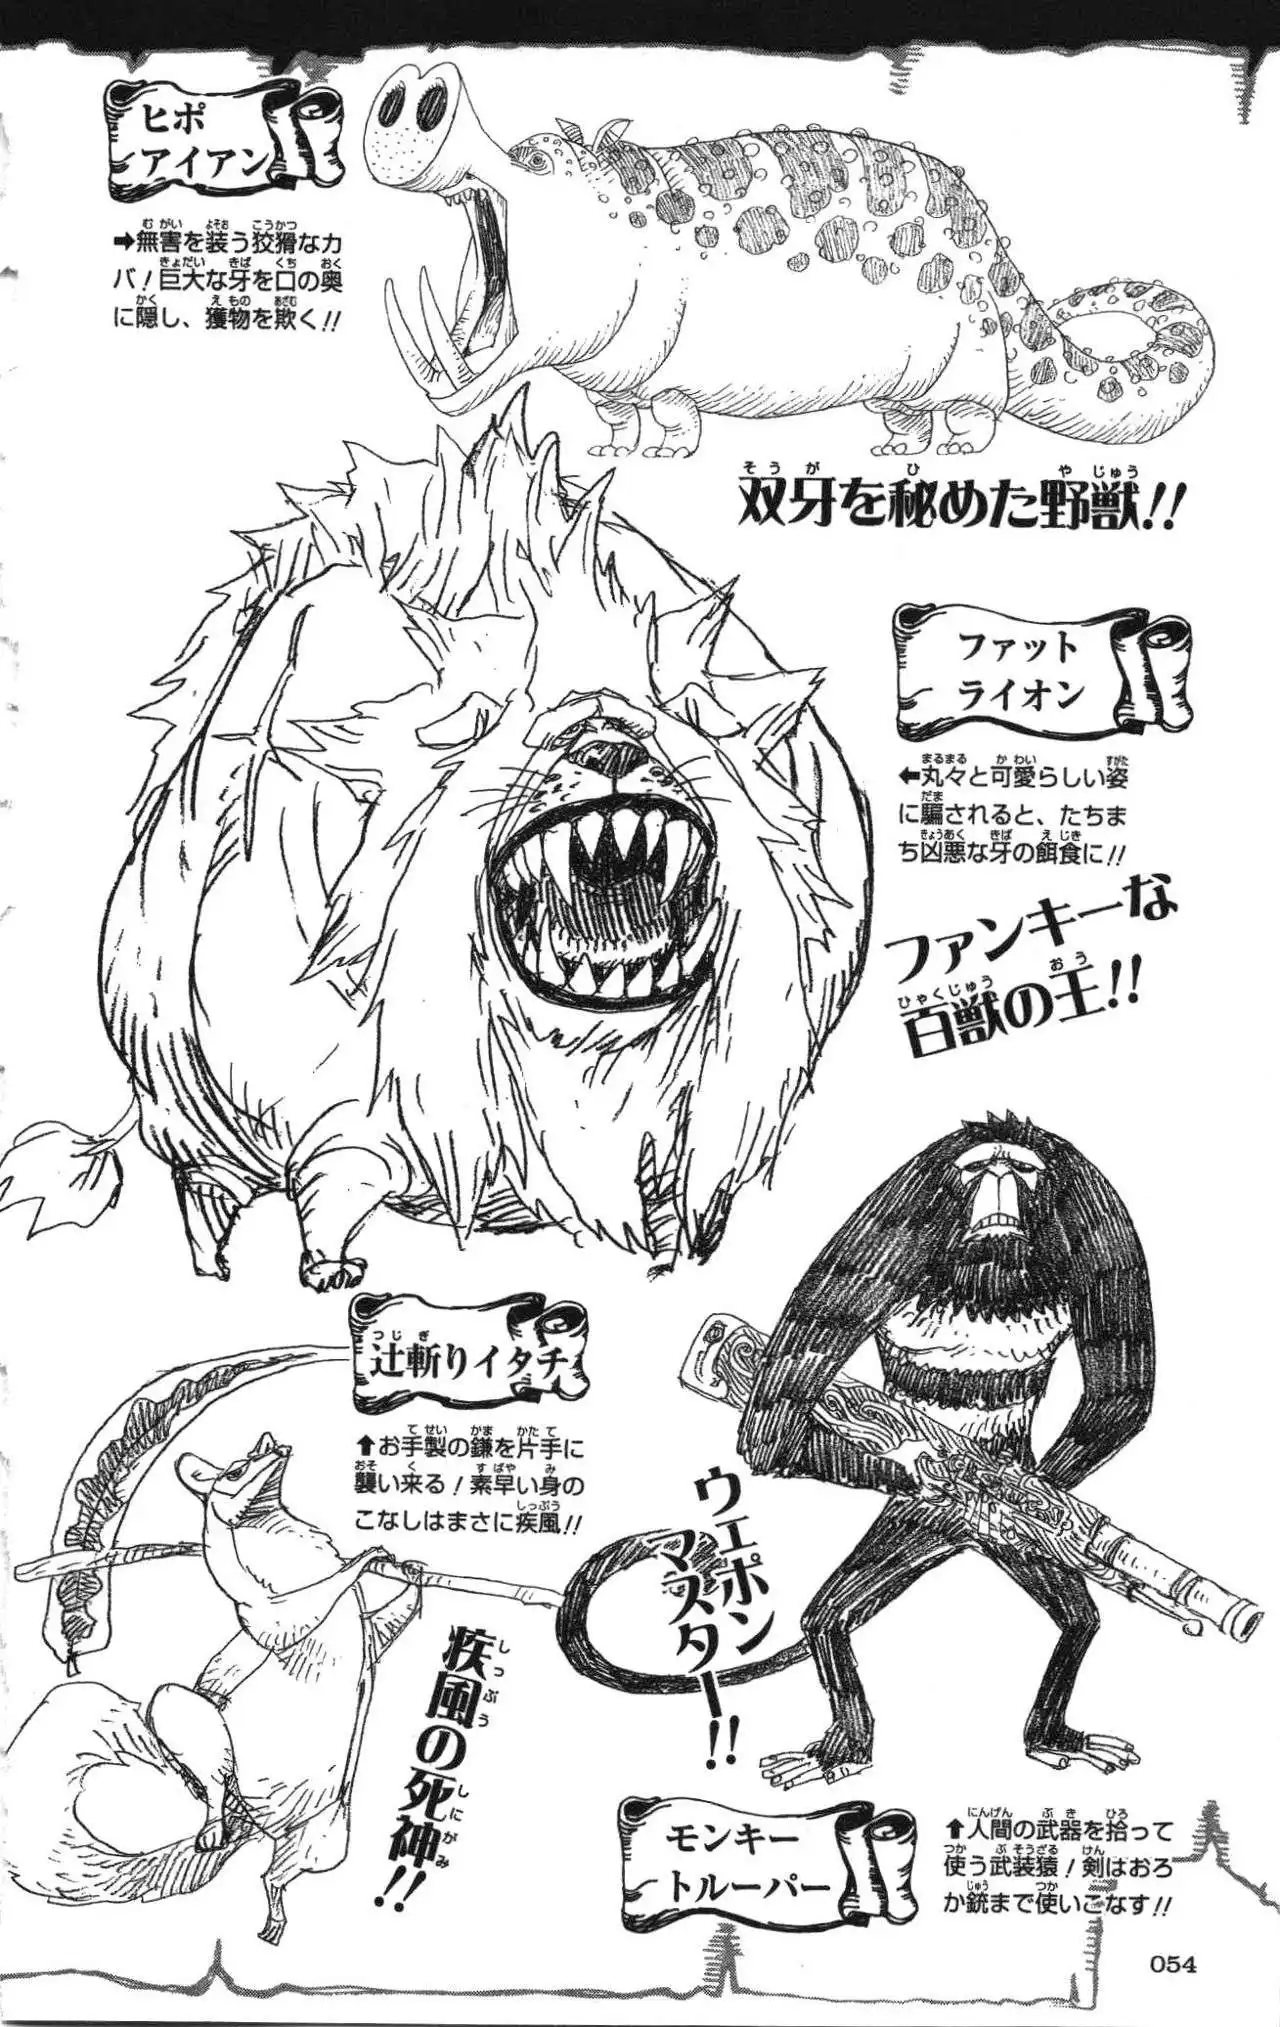 ヒポ
アイアン
➡無害を装う狡猾なカ
バ！巨大な牙を口の奥
に隠し、獲物を欺く!!
双牙を秘めた野獣!!
ファット
ライオン
⬅丸々と可愛らしい姿
に騙されると、たちま
ち凶悪な牙の餌食に!!
ファンキーな
百獣の王!!
辻斬りイタチ
⬆お手製の鎌を片手に
襲い来る！素早い身の
こなしはまさに疾風!!
疾風の死神!!
ウェポン
マスター!!
モンキー
トルーパー
⬆人間の武器を拾って
使う武装猿！剣はおろ
か銃まで使いこなす!!
054